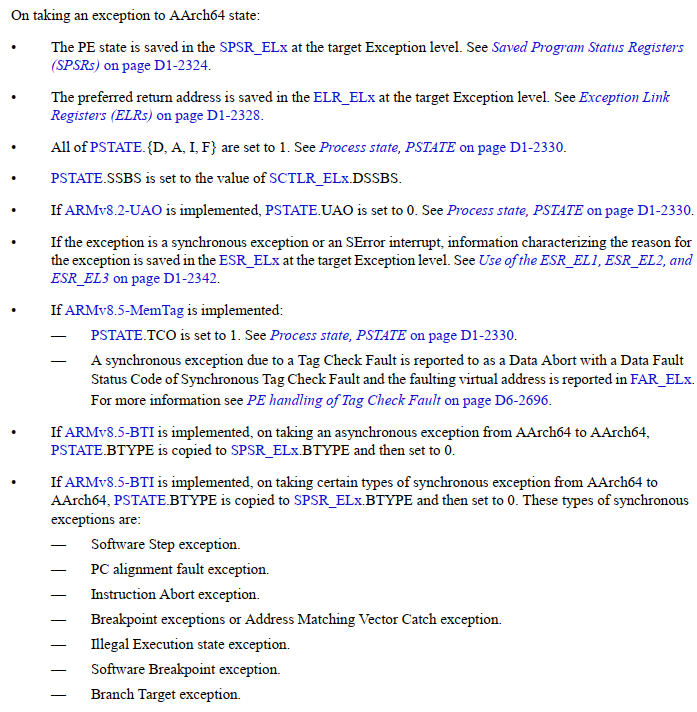 On taking an exception to AArch64 state:
• The PE state is saved in the SPSR_ELx at the target Exception level. See Saved Program Status Registers
(SPSRs) on page D1-2324.
• The preferred return address is saved in the ELR_ELx at the target Exception level. See Exception Link
Registers (ELRs) on page D1-2328.
• All of PSTATE.{D, A, I, F} are set to 1. See Process state, PSTATE on page D1-2330.
• PSTATE.SSBS is set to the value of SCTLR_ELx.DSSBS.
• If ARMv8.2-UAO is implemented, PSTATE.UAO is set to 0. See Process state, PSTATE on page D1-2330.
• If the exception is a synchronous exception or an SError interrupt, information characterizing the reason for
the exception is saved in the ESR_ELx at the target Exception level. See Use of the ESR_EL1, ESR_EL2, and
ESR_EL3 on page D1-2342.
• If ARMv8.5-MemTag is implemented:
— PSTATE.TCO is set to 1. See Process state, PSTATE on page D1-2330.
— A synchronous exception due to a Tag Check Fault is reported to as a Data Abort with a Data Fault
Status Code of Synchronous Tag Check Fault and the faulting virtual address is reported in FAR_ELx.
For more information see PE handling of Tag Check Fault on page D6-2696.
• If ARMv8.5-BTI is implemented, on taking an asynchronous exception from AArch64 to AArch64,
PSTATE.BTYPE is copied to SPSR_ELx.BTYPE and then set to 0.
• If ARMv8.5-BTI is implemented, on taking certain types of synchronous exception from AArch64 to
AArch64, PSTATE.BTYPE is copied to SPSR_ELx.BTYPE and then set to 0. These types of synchronous
exceptions are:
— Software Step exception.
— PC alignment fault exception.
— Instruction Abort exception.
— Breakpoint exceptions or Address Matching Vector Catch exception.
— Illegal Execution state exception.
— Software Breakpoint exception.
— Branch Target exception.